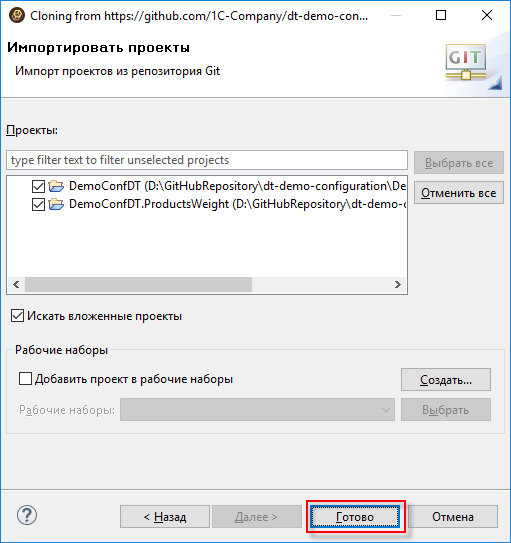 Cloning from https://github.com/1C-Company/dt-demo-con...
Импортировать проекты
Импорт проектов из репозитория Git
GIT
Проекты:
type filter text to filter unselected projects
Выбрать все
DemoConfDT (D:\GitHubRepository\dt-demo-configuration\De
Отменить все
DemoConfDT.ProductsWeight (D:\GitHubRepository\dt-demo-c
Искать вложенные проекты
Рабочие наборы
Добавить проект в рабочие наборы
Создать...
Рабочие наборы:
Выбрать
?
< Назад
Далее >
Готово
Отмена